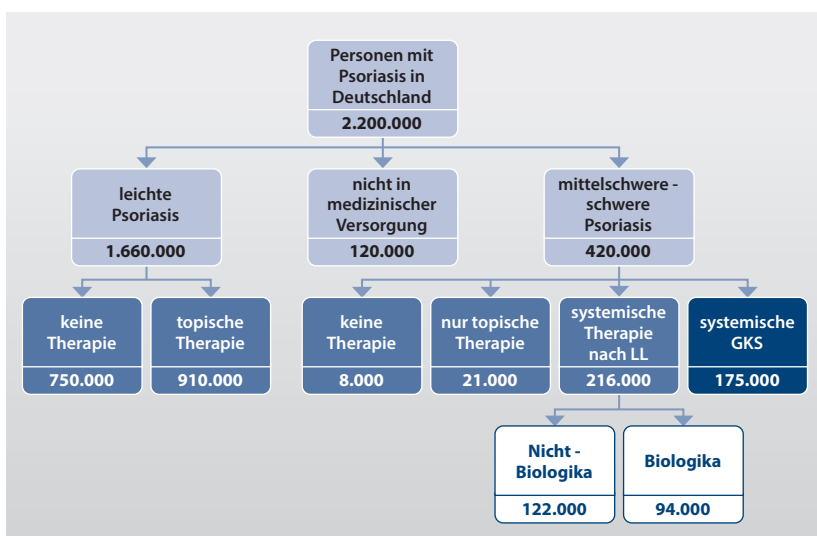 Personen mit
Psoriasis in
Deutschland
2.200.000
leichte
Psoriasis
1.660.000
nicht in
medizinischer
Versorgung
120.000
mittelschwere -
schwere
Psoriasis
420.000
keine
Therapie
750.000
topische
Therapie
910.000
keine
Therapie
8.000
nur topische
Therapie
21.000
systemische
Therapie
nach LL
216.000
systemische
GKS
175.000
Nicht -
Biologika
122.000
Biologika
94.000